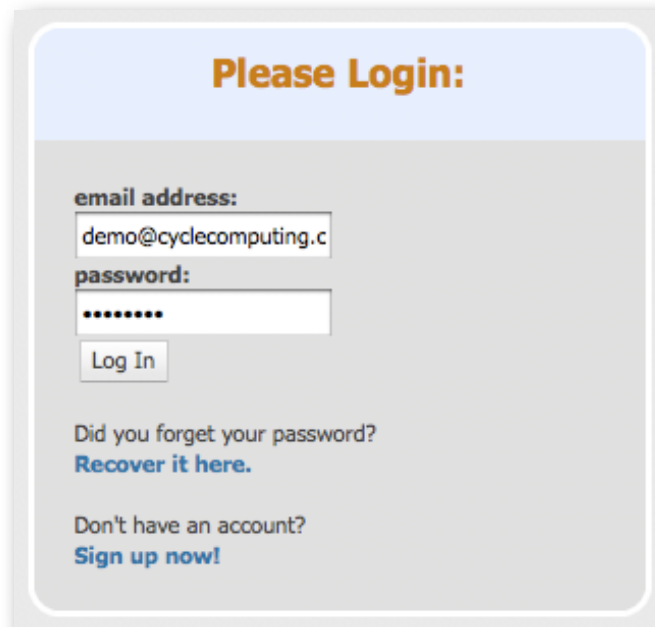 Please Login:
email address:
demo@cyclecomputing.c
password:
••••••••
Log In
Did you forget your password?
Recover it here.
Don't have an account?
Sign up now!